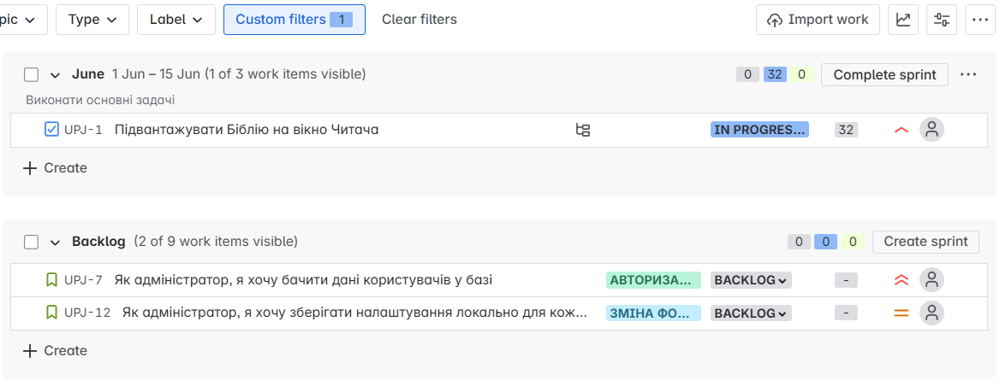 pic Type Label Custom filters 1 Clear filters Import work
June 1 Jun – 15 Jun (1 of 3 work items visible) 0 32 0 Complete sprint
Виконати основні задачі
UPJ-1 Підвантажувати Біблію на вікно Читача IN PROGRES... 32
Create
Backlog (2 of 9 work items visible) 0 0 0 Create sprint
UPJ-7 Як адміністратор, я хочу бачити дані користувачів у базі АВТОРИЗА... BACKLOG -
UPJ-12 Як адміністратор, я хочу зберігати налаштування локально для кож... ЗМІНА ФО... BACKLOG -
Create